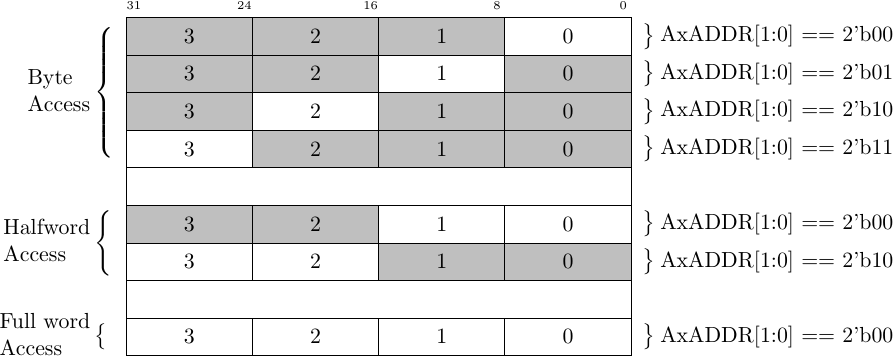 31 24 16 8 0
3 2 1 0 } AxADDR[1:0] == 2'b00
Byte { 3 2 1 0 } AxADDR[1:0] == 2'b01
Access 3 2 1 0 } AxADDR[1:0] == 2'b10
3 2 1 0 } AxADDR[1:0] == 2'b11
Halfword { 3 2 1 0 } AxADDR[1:0] == 2'b00
Access 3 2 1 0 } AxADDR[1:0] == 2'b10
Full word { 3 2 1 0 } AxADDR[1:0] == 2'b00
Access